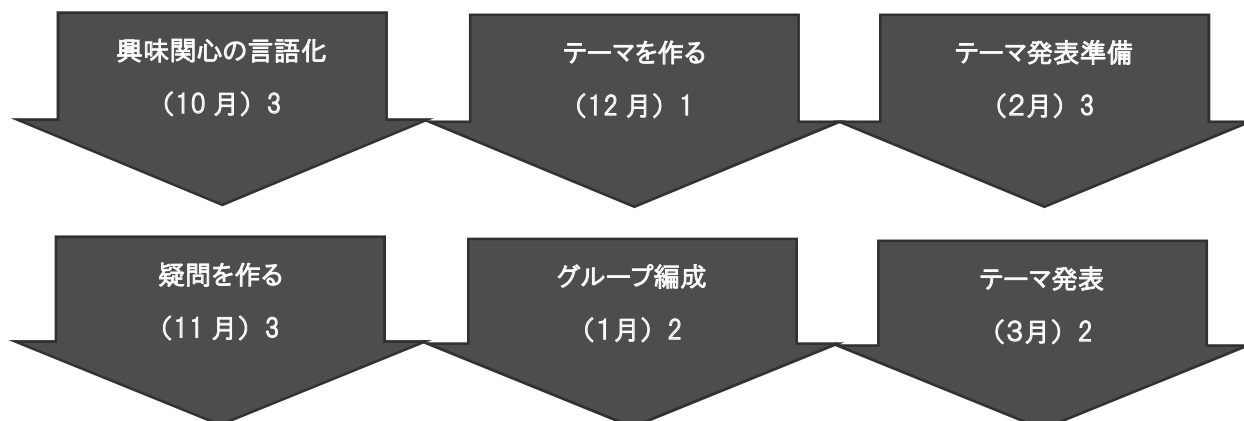 興味関心の言語化
（10 月）3
疑問を作る
（11 月）3
テーマを作る
（12 月）1
グループ編成
（1月）2
テーマ発表準備
（2月）3
テーマ発表
（3月）2